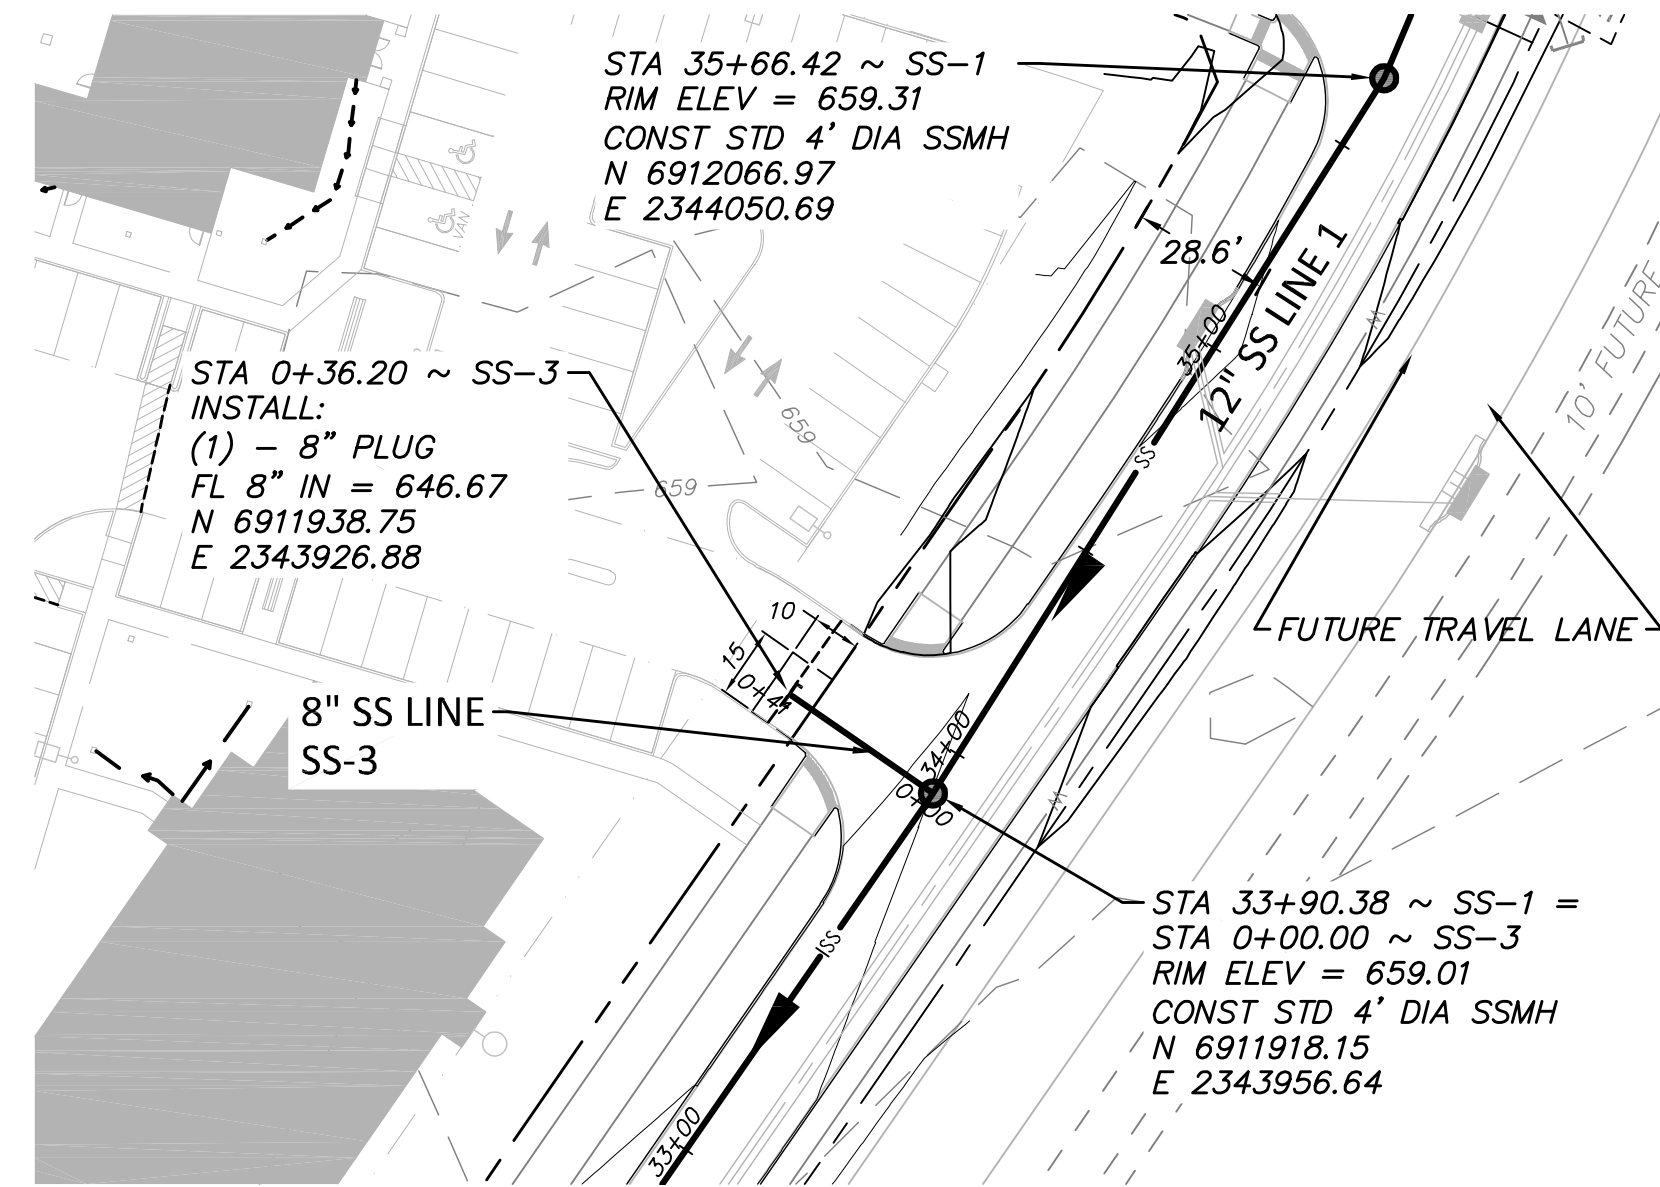 STA 35+66.42 ~ SS-1
RIM ELEV = 659.31
CONST STD 4' DIA SSMH
N 6912066.97
E 2344050.69
VAN
28.6'
12" SS LINE 1
35+00
10' FUTURE
STA 0+36.20 ~ SS-3
INSTALL:
(1) - 8" PLUG
FL 8" IN = 646.67
N 6911938.75
E 2343926.88
659
659
SS
W
FUTURE TRAVEL LANE
10
15
8" SS LINE
SS-3
34+00
0+00
W
STA 33+90.38 ~ SS-1 =
STA 0+00.00 ~ SS-3
RIM ELEV = 659.01
CONST STD 4' DIA SSMH
N 6911918.15
E 2343956.64
SS
33+00